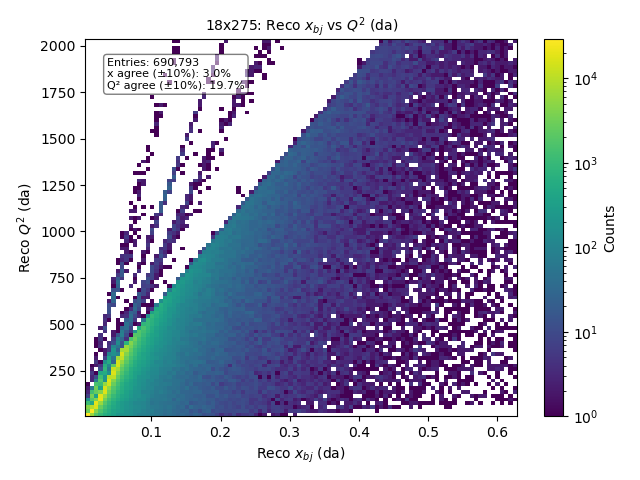 18x275: Reco x_bj vs Q² (da)
Entries: 690,793
x agree (±10%): 3.0%
Q² agree (±10%): 19.7%
2000
1750
1500
1250
1000
750
500
250
Reco Q² (da)
0.1 0.2 0.3 0.4 0.5 0.6
Reco x_bj (da)
10⁴
10³
10²
10¹
10⁰
Counts